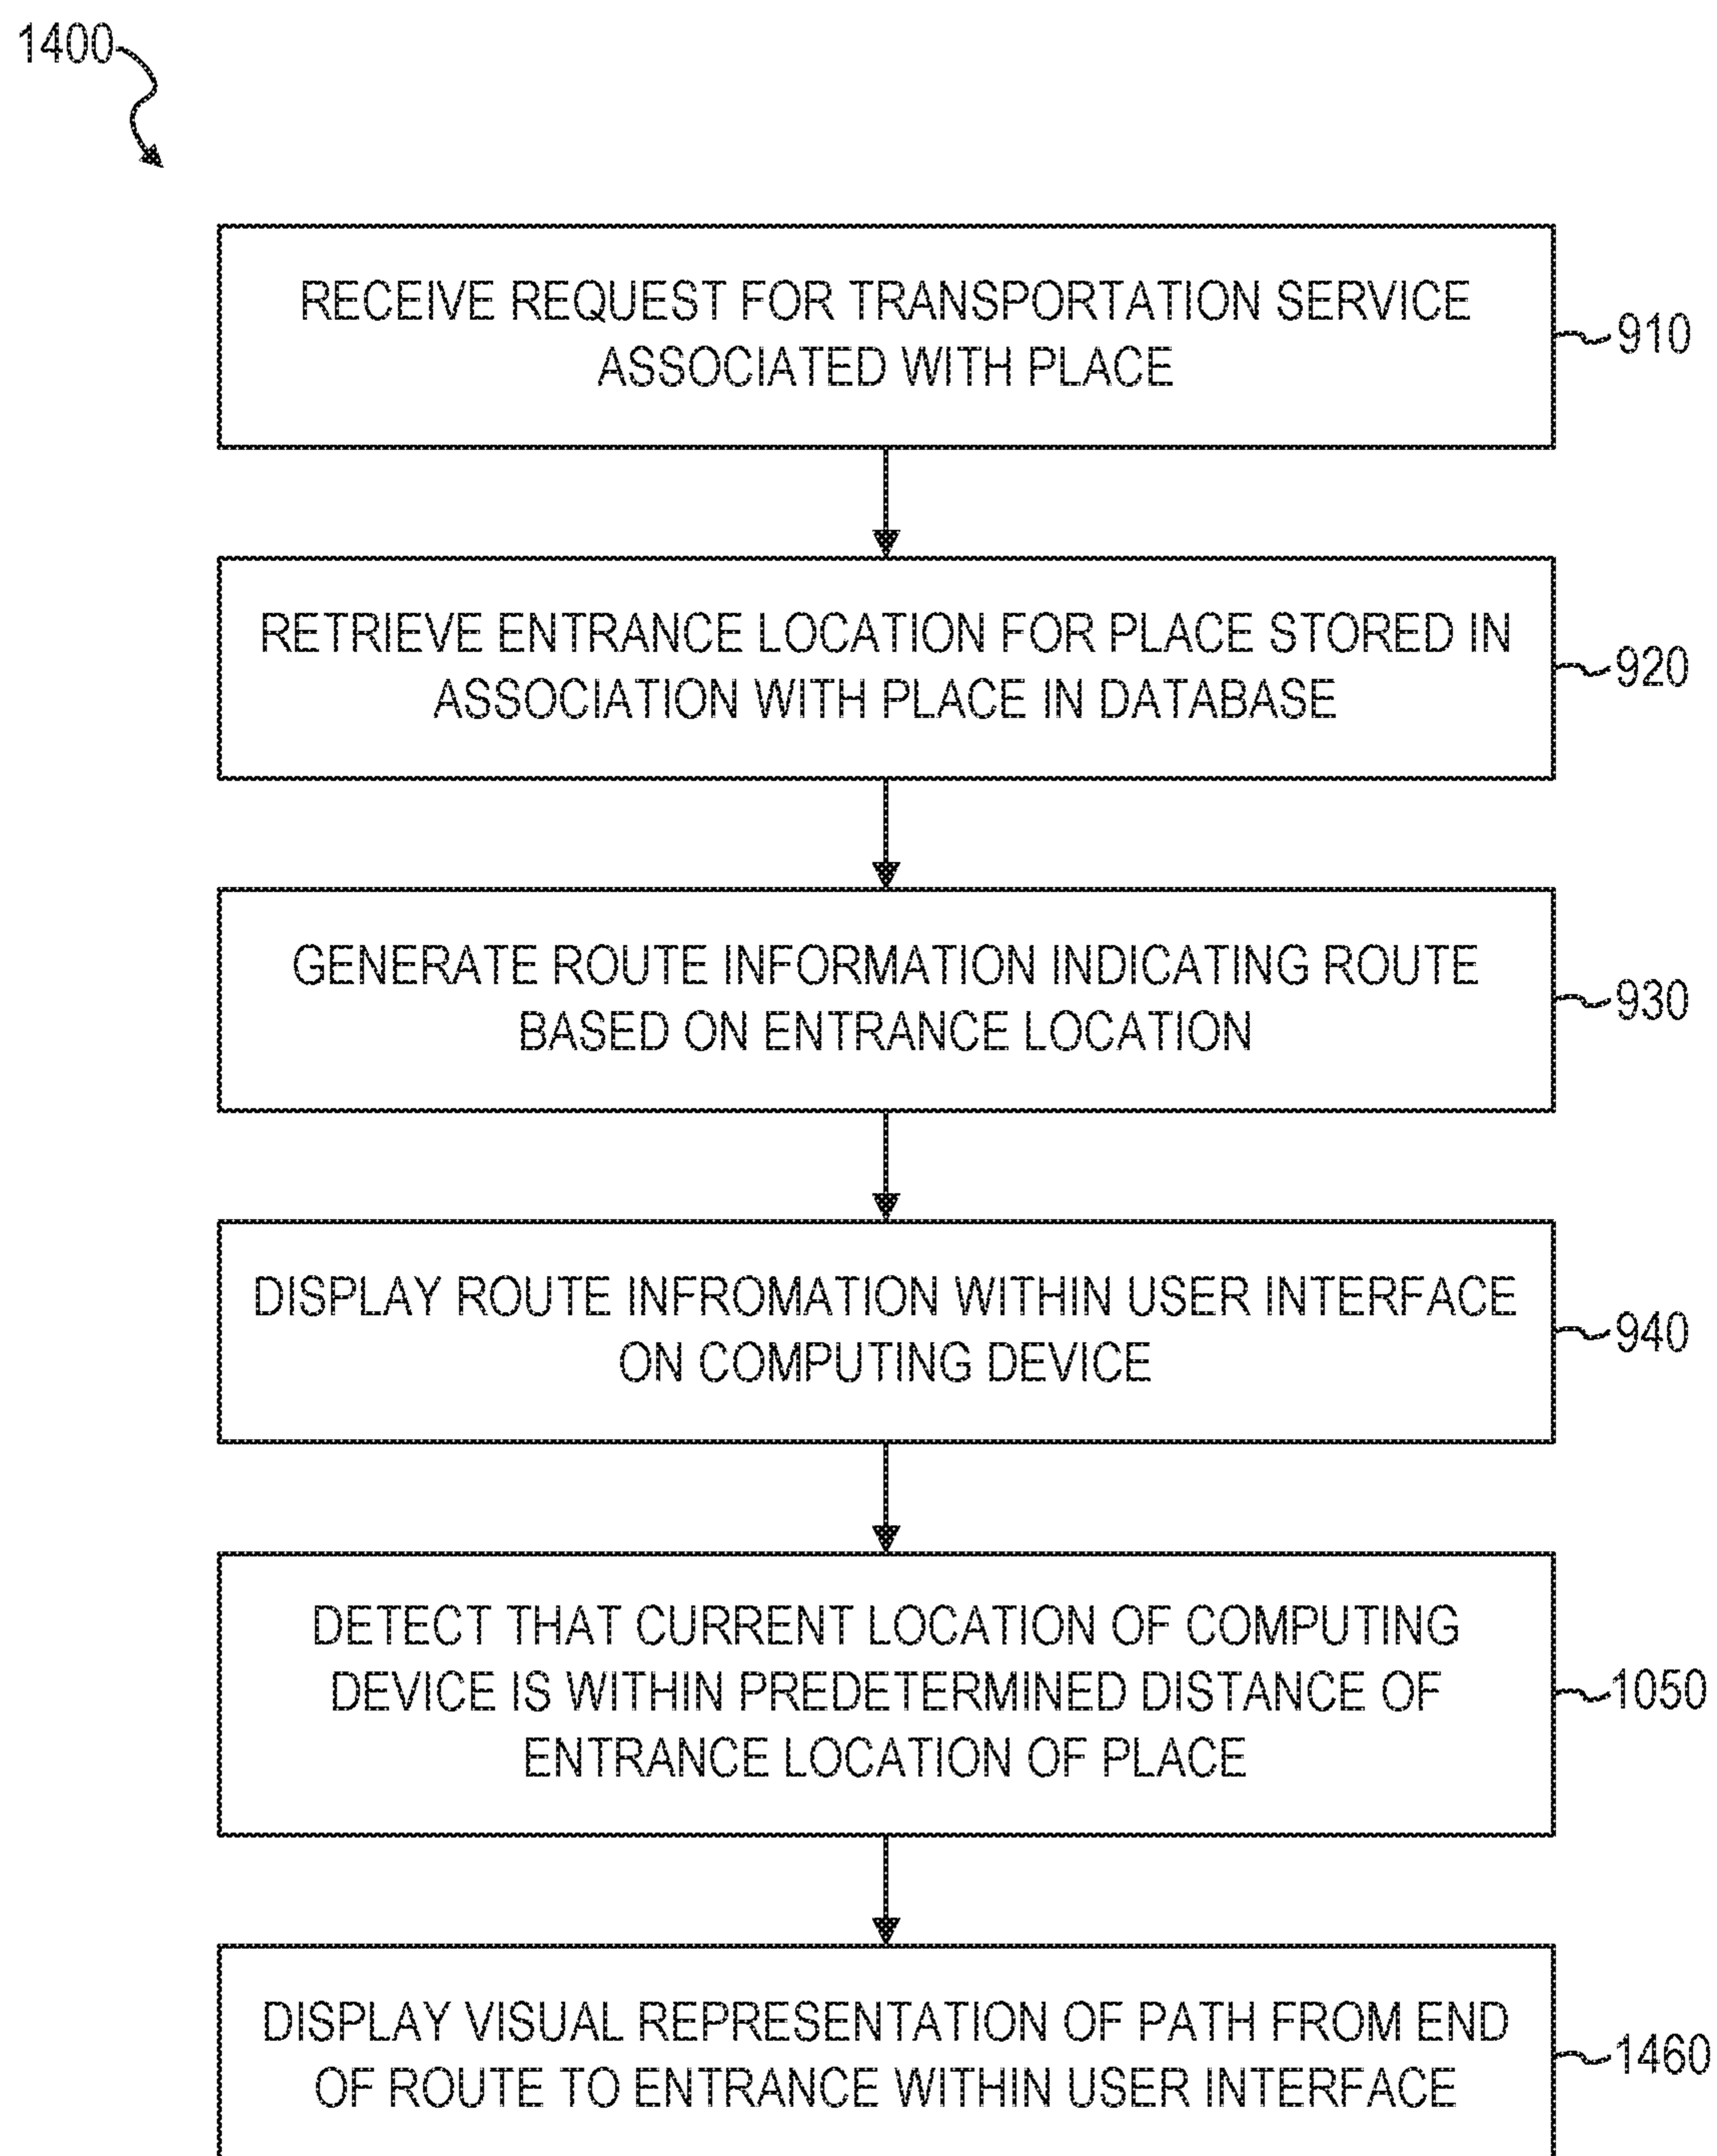 1400
RECEIVE REQUEST FOR TRANSPORTATION SERVICE
ASSOCIATED WITH PLACE
910
RETRIEVE ENTRANCE LOCATION FOR PLACE STORED IN
ASSOCIATION WITH PLACE IN DATABASE
920
GENERATE ROUTE INFORMATION INDICATING ROUTE
BASED ON ENTRANCE LOCATION
930
DISPLAY ROUTE INFROMATION WITHIN USER INTERFACE
ON COMPUTING DEVICE
940
DETECT THAT CURRENT LOCATION OF COMPUTING
DEVICE IS WITHIN PREDETERMINED DISTANCE OF
ENTRANCE LOCATION OF PLACE
1050
DISPLAY VISUAL REPRESENTATION OF PATH FROM END
OF ROUTE TO ENTRANCE WITHIN USER INTERFACE
1460